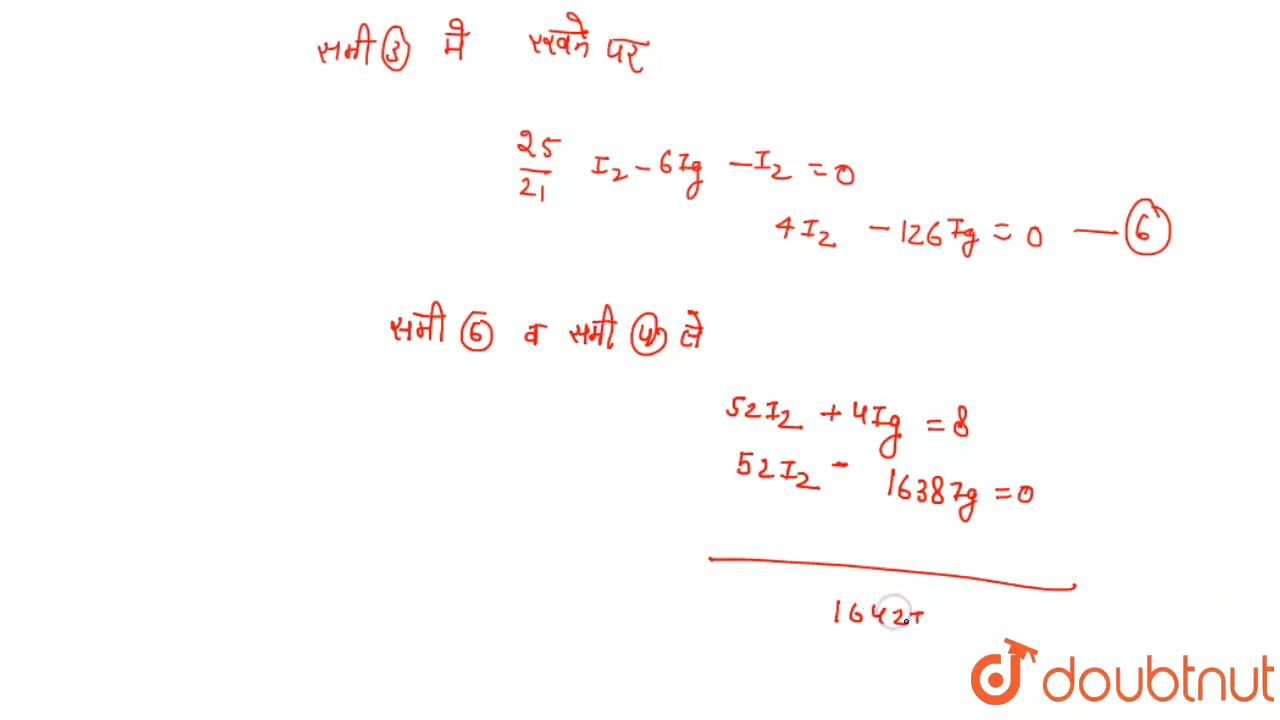 समी ③ में रखने पर
25/21 I₂ - 6Ig - I₂ = 0
4I₂ - 126Ig = 0 — ⑥
समी ⑥ व समी ④ से
52I₂ + 4Ig = 8
52I₂ - 1638Ig = 0
1642I
doubtnut